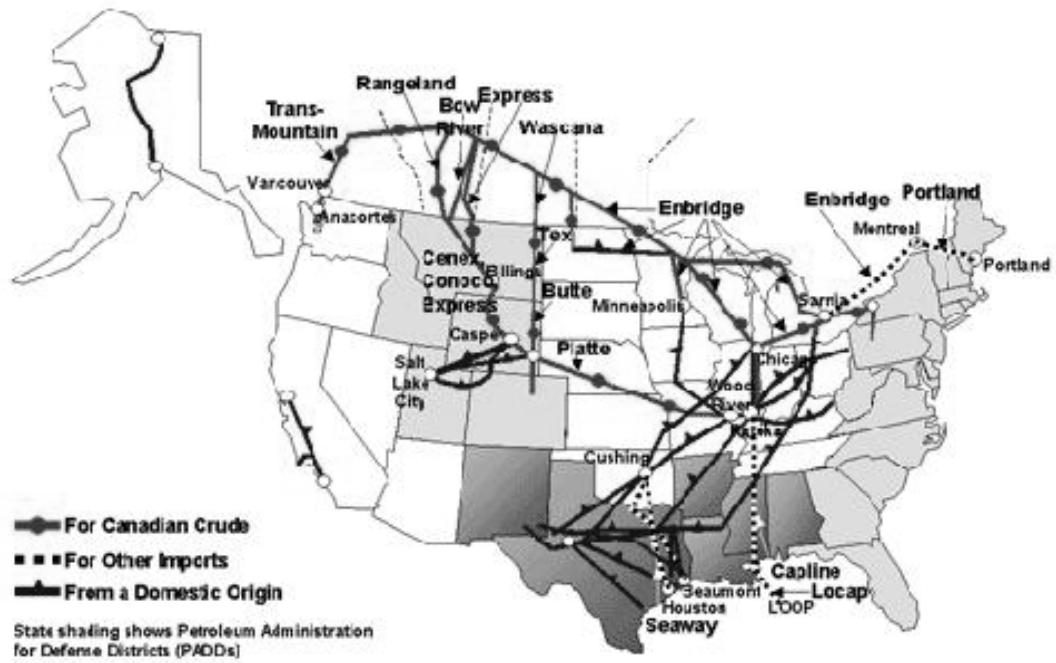 Rangeland
Express
Bow
River
Wascana
Trans-
Mountain
Vancouver
Anacortes
Enbridge
Enbridge
Portland
Montreal
Portland
Cenex,
Conoco,
Express
Billings
Tex
Butte
Minneapolis
Sarnia
Casper
Platte
Chicago
Salt
Lake
City
Wood
River
Cushing
For Canadian Crude
For Other Imports
From a Domestic Origin
Capline
Beaumont
Locap
LOOP
Houston
Seaway
State shading shows Petroleum Administration
for Defense Districts (PADDs)